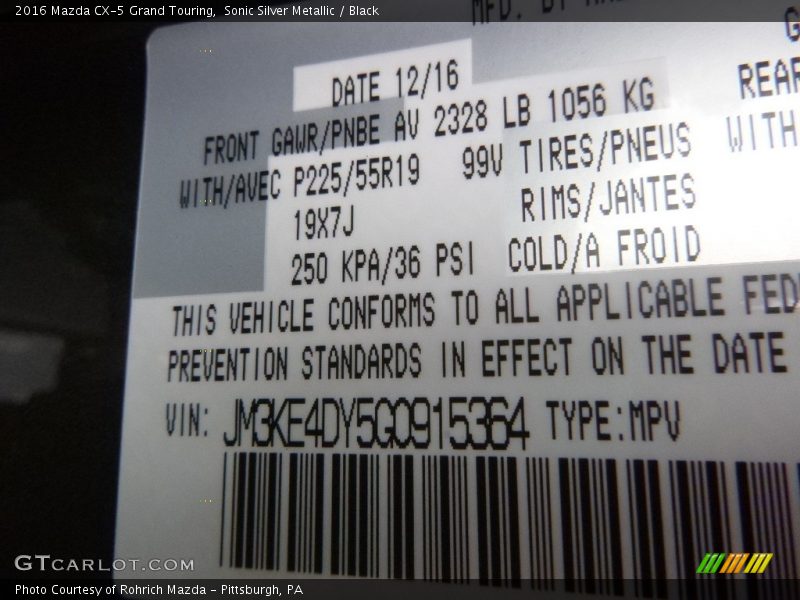 2016 Mazda CX-5 Grand Touring, Sonic Silver Metallic / Black
MFD. BY
DATE 12/16
FRONT GAWR/PNBE AV 2328 LB 1056 KG
WITH/AVEC P225/55R19 99V TIRES/PNEUS WITH
19X7J RIMS/JANTES
250 KPA/36 PSI COLD/A FROID
THIS VEHICLE CONFORMS TO ALL APPLICABLE
PREVENTION STANDARDS IN EFFECT ON THE DATE
VIN: JM3KE4DY5G0915364 TYPE:MPV
GTCARLOT.COM
Photo Courtesy of Rohrich Mazda - Pittsburgh, PA